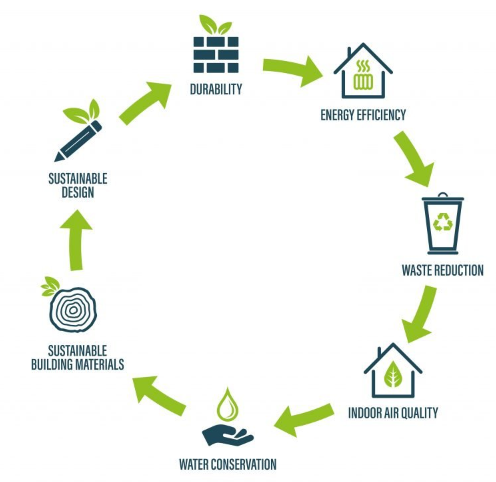 DURABILITY
ENERGY EFFICIENCY
WASTE REDUCTION
INDOOR AIR QUALITY
WATER CONSERVATION
SUSTAINABLE
BUILDING MATERIALS
SUSTAINABLE
DESIGN